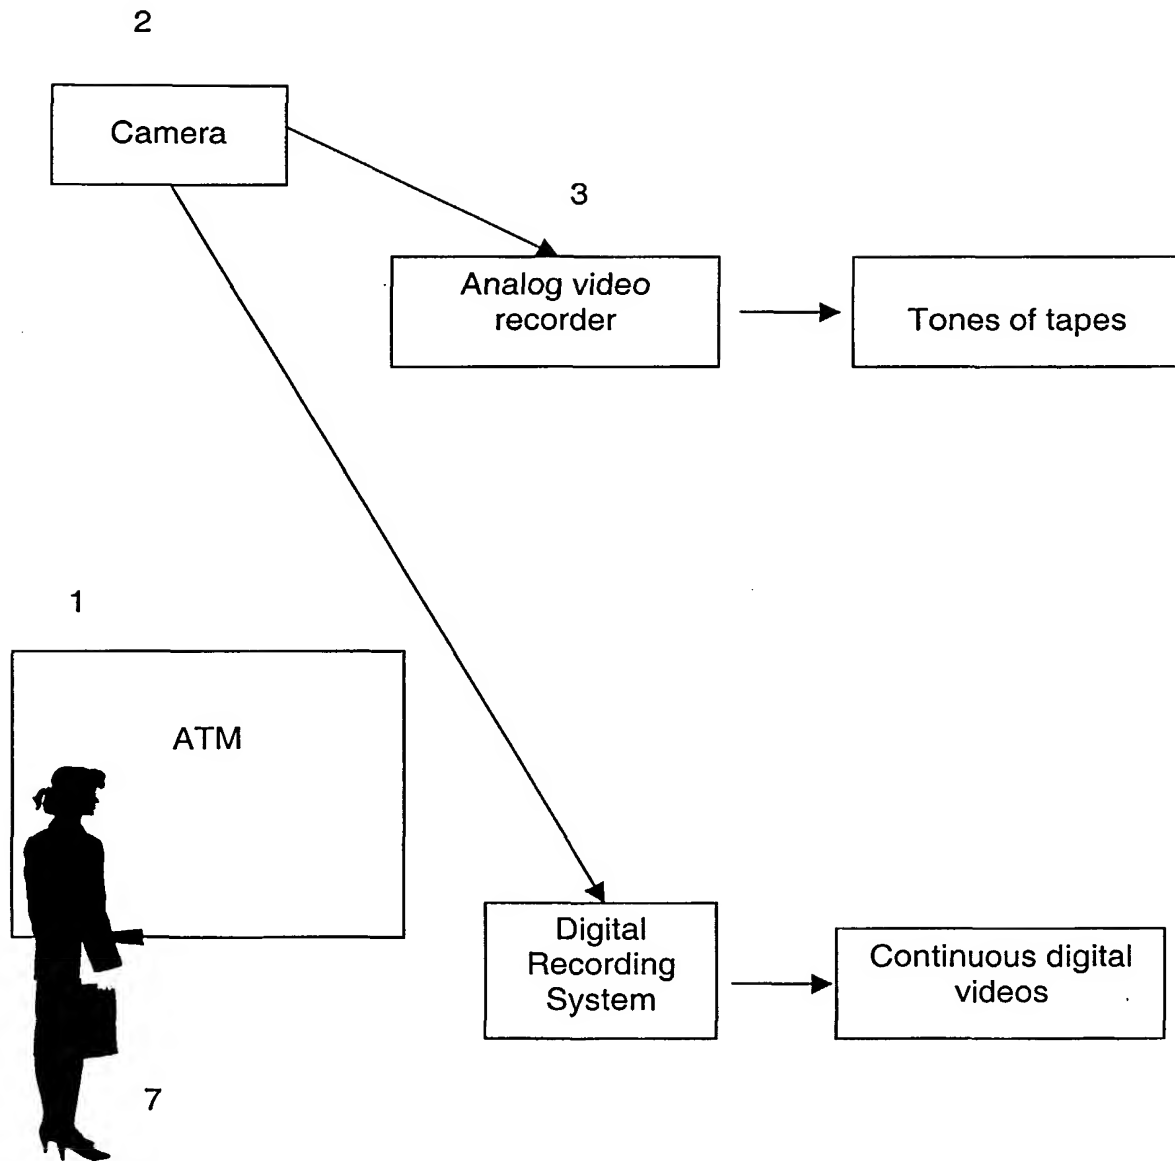 2
Camera
3
Analog video
recorder
Tones of tapes
1
ATM
Digital
Recording
System
Continuous digital
videos
7